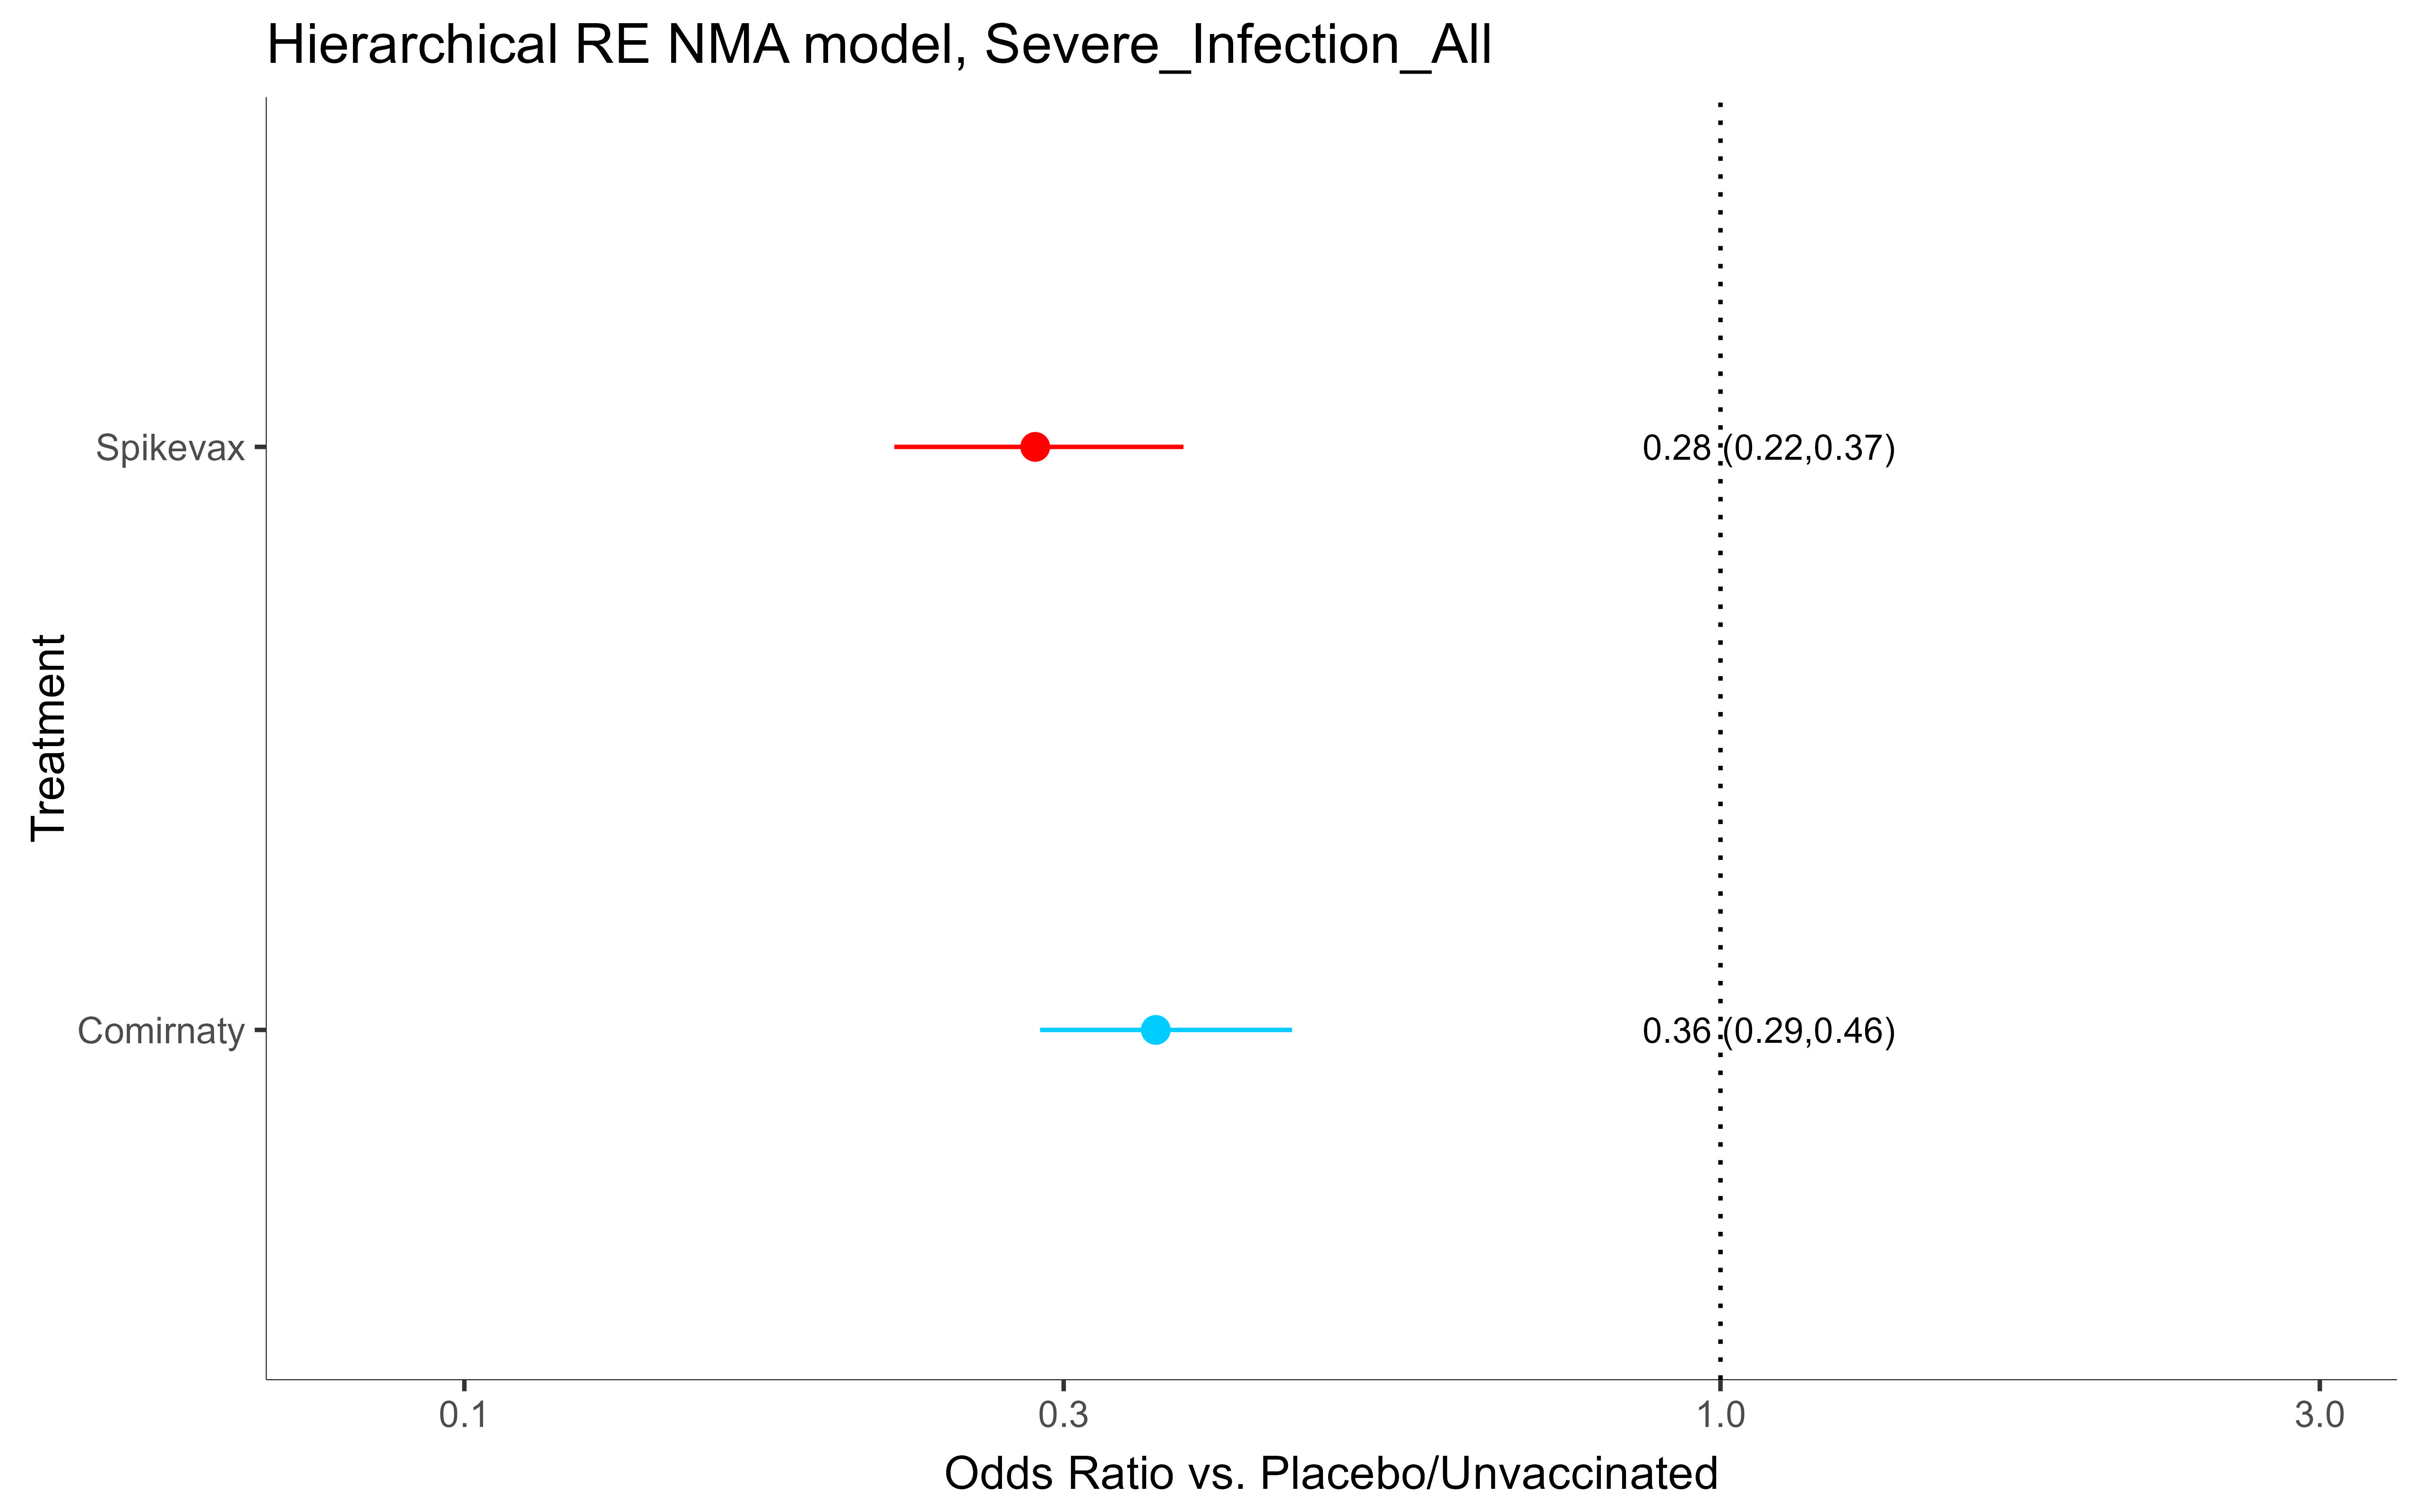 Hierarchical RE NMA model, Severe_Infection_All
Treatment
Spikevax
0.28 (0.22,0.37)
Comirnaty
0.36 (0.29,0.46)
0.1
0.3
1.0
3.0
Odds Ratio vs. Placebo/Unvaccinated